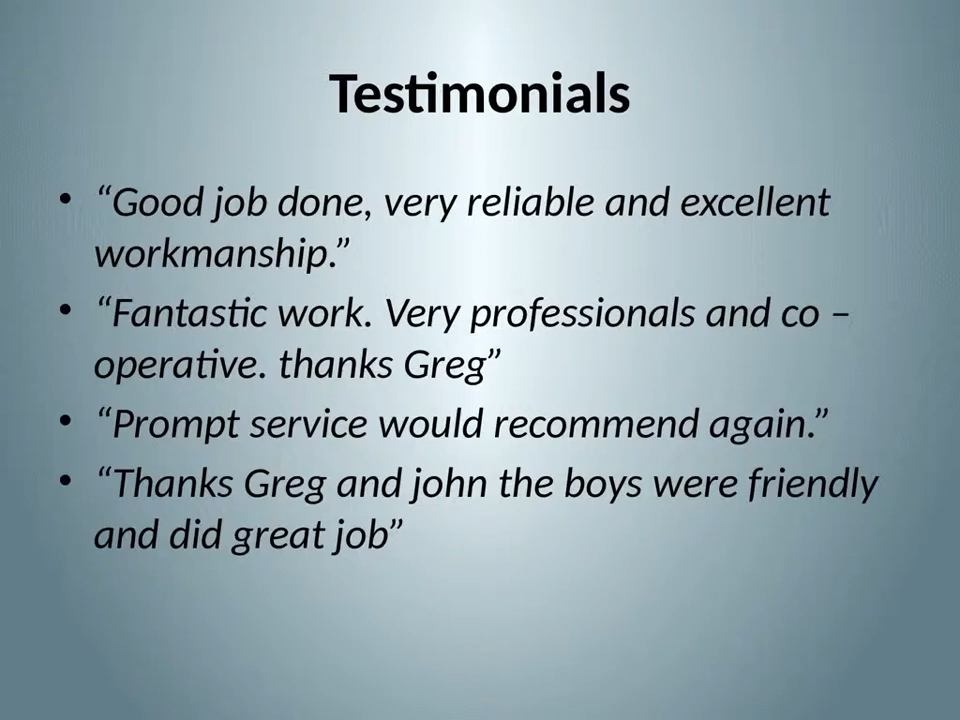 Testimonials
• “Good job done, very reliable and excellent
workmanship.”
• “Fantastic work. Very professionals and co –
operative. thanks Greg”
• “Prompt service would recommend again.”
• “Thanks Greg and john the boys were friendly
and did great job”